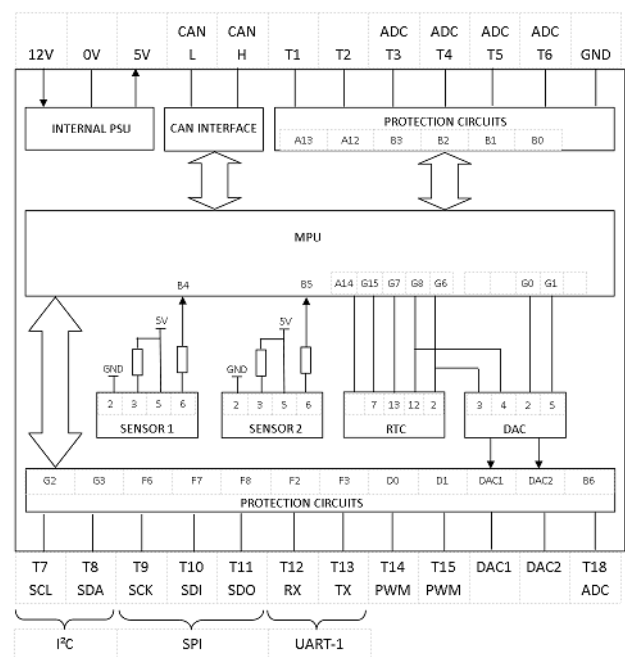 CAN CAN ADC ADC ADC ADC
12V 0V 5V L H T1 T2 T3 T4 T5 T6 GND
INTERNAL PSU CAN INTERFACE PROTECTION CIRCUITS
A13 A12 B3 B2 B1 B0
MPU
B4 B5 A14 G15 G7 G8 G6 G0 G1
5V 5V
GND GND
2 3 5 6 2 3 5 6 7 13 12 2 3 4 2 5
SENSOR 1 SENSOR 2 RTC DAC
G2 G3 F6 F7 F8 F2 F3 D0 D1 DAC1 DAC2 B6
PROTECTION CIRCUITS
T7 T8 T9 T10 T11 T12 T13 T14 T15 DAC1 DAC2 T18
SCL SDA SCK SDI SDO RX TX PWM PWM ADC
I²C SPI UART-1